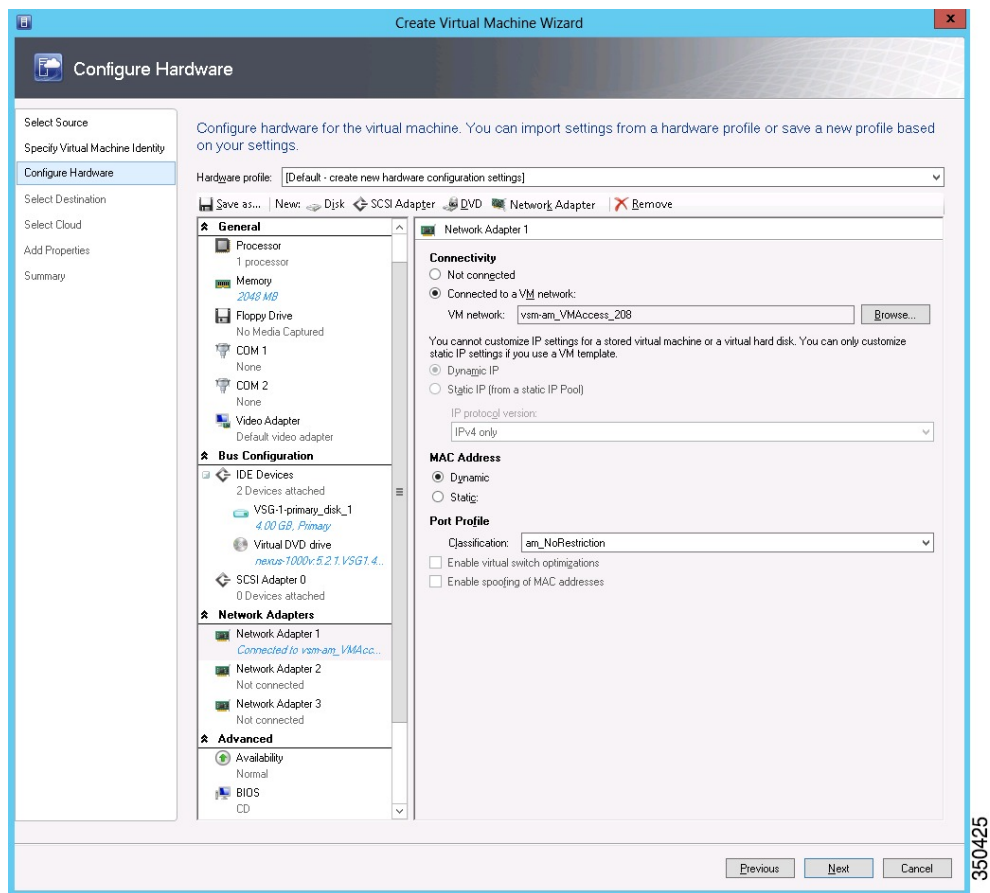 Create Virtual Machine Wizard
x
Configure Hardware
Select Source
Specify Virtual Machine Identity
Configure Hardware
Select Destination
Select Cloud
Add Properties
Summary
Configure hardware for the virtual machine. You can import settings from a hardware profile or save a new profile based
on your settings.
Hardware profile: [Default - create new hardware configuration settings]
Save as... New: Disk SCSI Adapter DVD Network Adapter Remove
General
Processor
1 processor
Memory
2048 MB
Floppy Drive
No Media Captured
COM 1
None
COM 2
None
Video Adapter
Default video adapter
Bus Configuration
IDE Devices
2 Devices attached
VSG-1-primary_disk_1
4.00 GB, Primary
Virtual DVD drive
nexus-1000v.5.2.1.VSG1.4...
SCSI Adapter 0
0 Devices attached
Network Adapters
Network Adapter 1
Connected to vsm-am_VMAcc...
Network Adapter 2
Not connected
Network Adapter 3
Not connected
Advanced
Availability
Normal
BIOS
CD
Network Adapter 1
Connectivity
Not connected
Connected to a VM network:
VM network: vsm-am_VMAccess_208 Browse...
You cannot customize IP settings for a stored virtual machine or a virtual hard disk. You can only customize
static IP settings if you use a VM template.
Dynamic IP
Static IP (from a static IP Pool)
IP protocol version:
IPv4 only
MAC Address
Dynamic
Static:
Port Profile
Classification: am_NoRestriction
Enable virtual switch optimizations
Enable spoofing of MAC addresses
Previous Next Cancel
350425